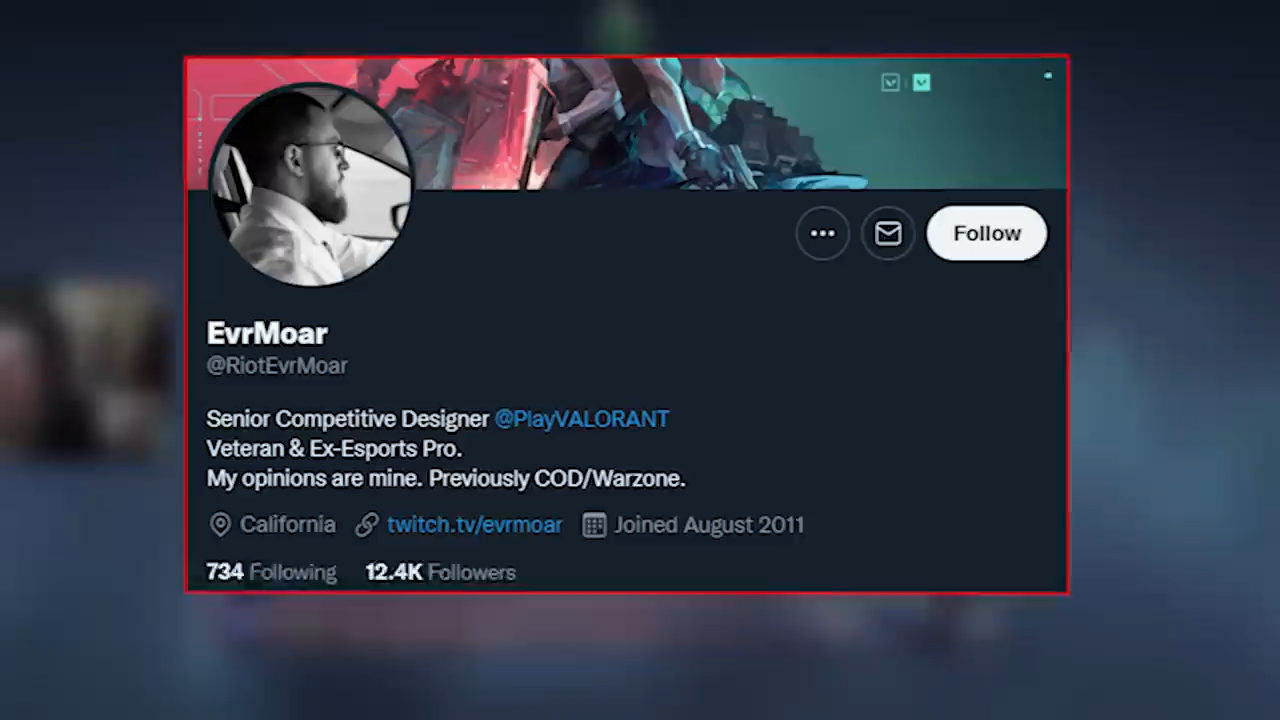 Follow
EvrMoar
@RiotEvrMoar
Senior Competitive Designer @PlayVALORANT
Veteran & Ex-Esports Pro.
My opinions are mine. Previously COD/Warzone.
California twitch.tv/evrmoar Joined August 2011
734 Following 12.4K Followers